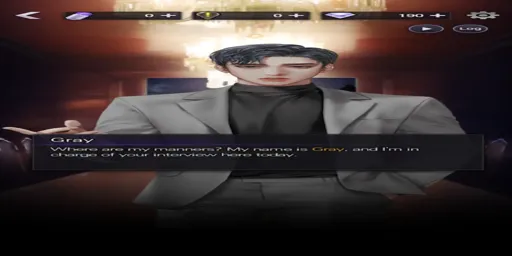 0 +
0 +
190 +
Log
Gray
Where are my manners? My name is Gray, and I'm in
charge of your interview here today.